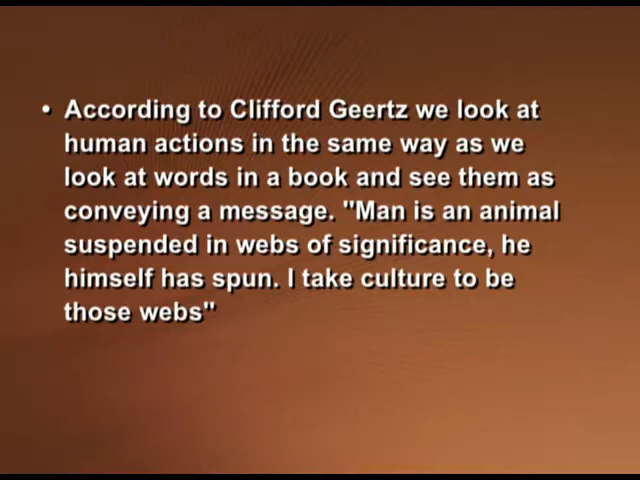 • According to Clifford Geertz we look at
human actions in the same way as we
look at words in a book and see them as
conveying a message. "Man is an animal
suspended in webs of significance, he
himself has spun. I take culture to be
those webs"